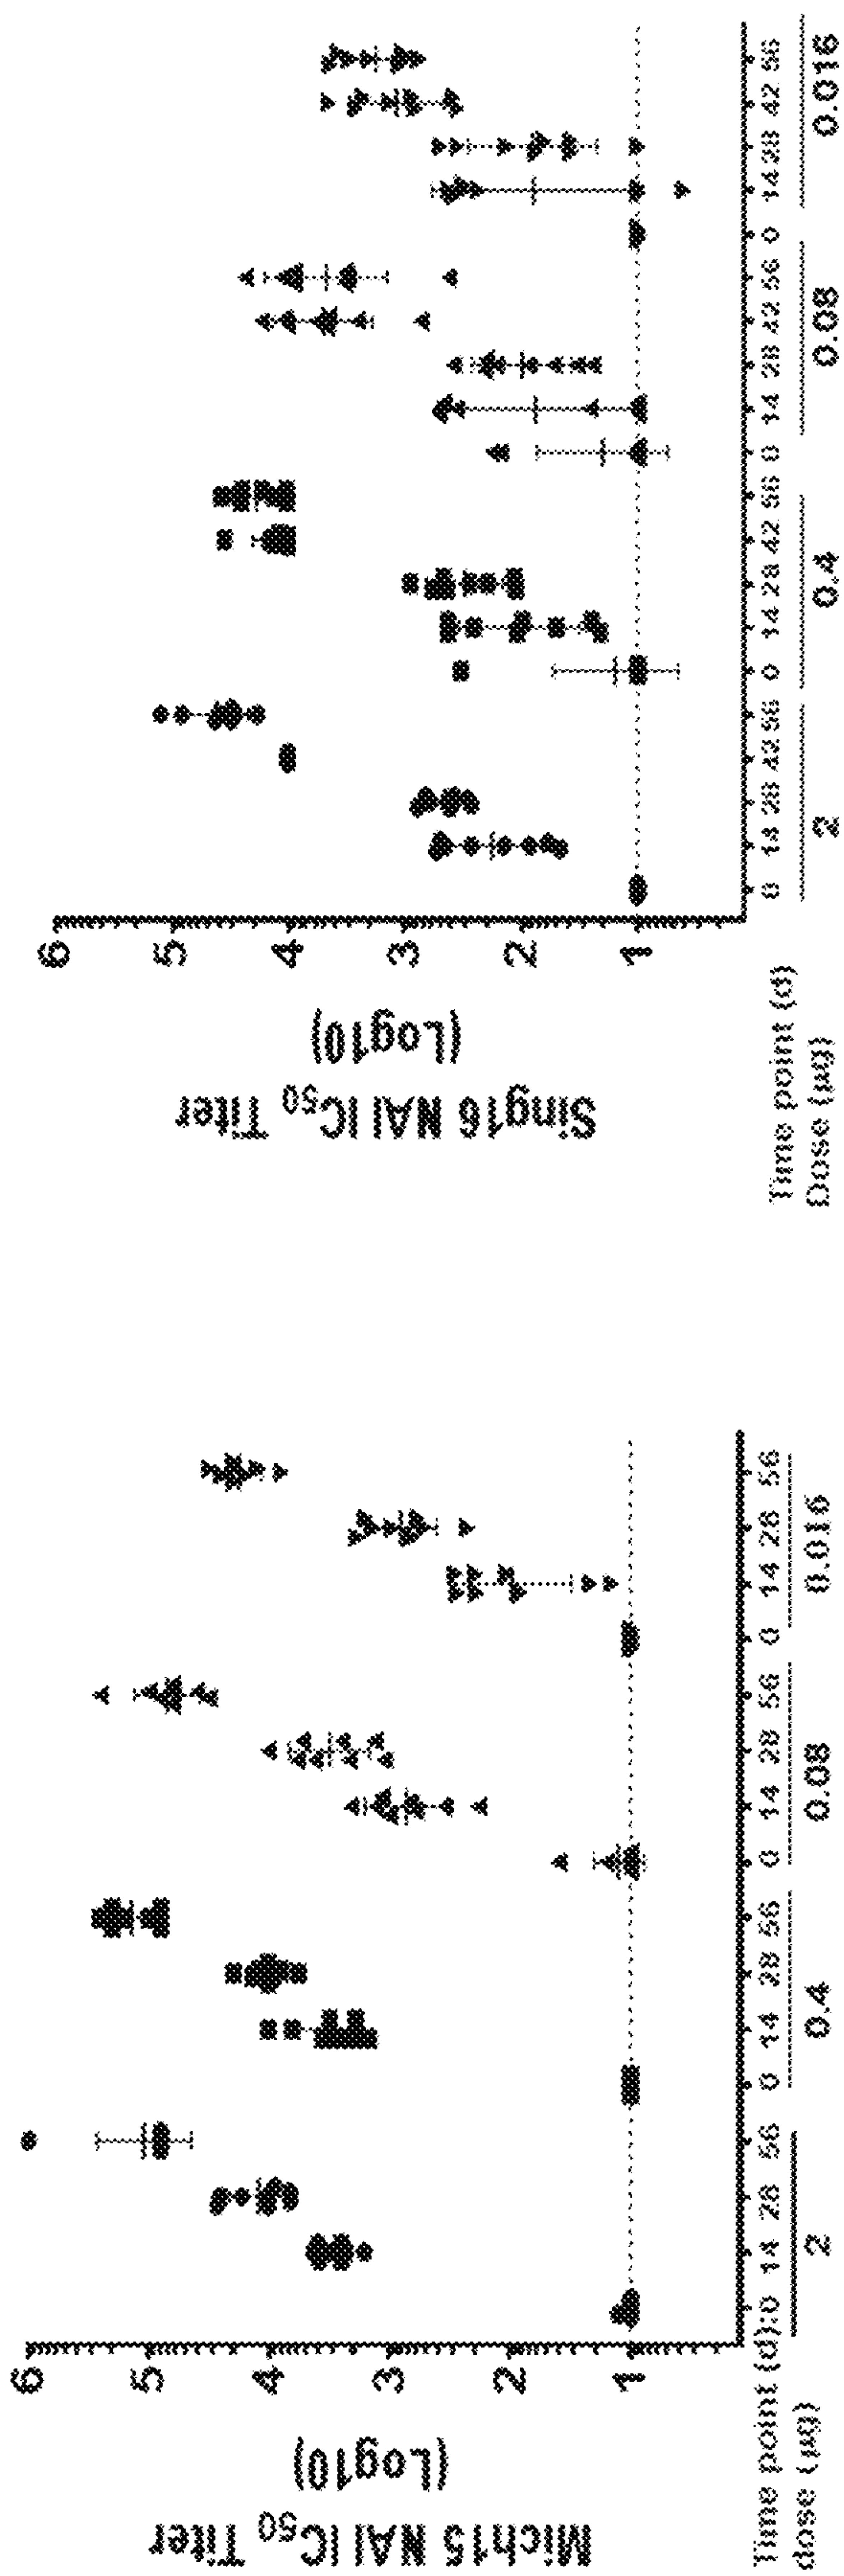 Mich15 NAI IC50 Titer
(Log10)
6
5
4
3
2
1
Time point (d):0 14 28 56 0 14 28 56 0 14 28 56 0 14 28 56
dose (µg) 2 0.4 0.08 0.016
Sing16 NAI IC50 Titer
(Log10)
6
5
4
3
2
1
Time point (d) 0 14 28 42 56 0 14 28 42 56 0 14 28 42 56 0 14 28 42 56
Dose (µg) 2 0.4 0.08 0.016